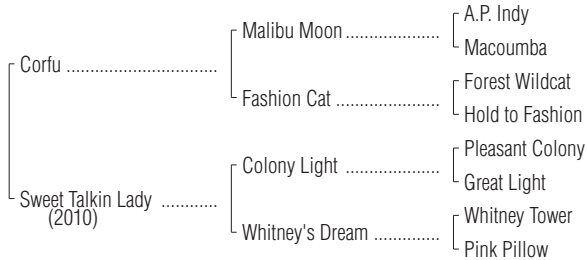 A.P. Indy
Malibu Moon ....................
Macoumba
Corfu ................................
Forest Wildcat
Fashion Cat ......................
Hold to Fashion
Pleasant Colony
Colony Light ....................
Great Light
Sweet Talkin Lady ............
(2010)
Whitney Tower
Whitney's Dream ..............
Pink Pillow